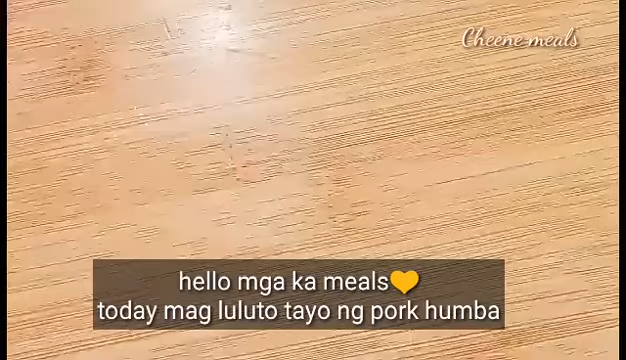 Cheene-meals
hello mga ka meals💛
today mag luluto tayo ng pork humba